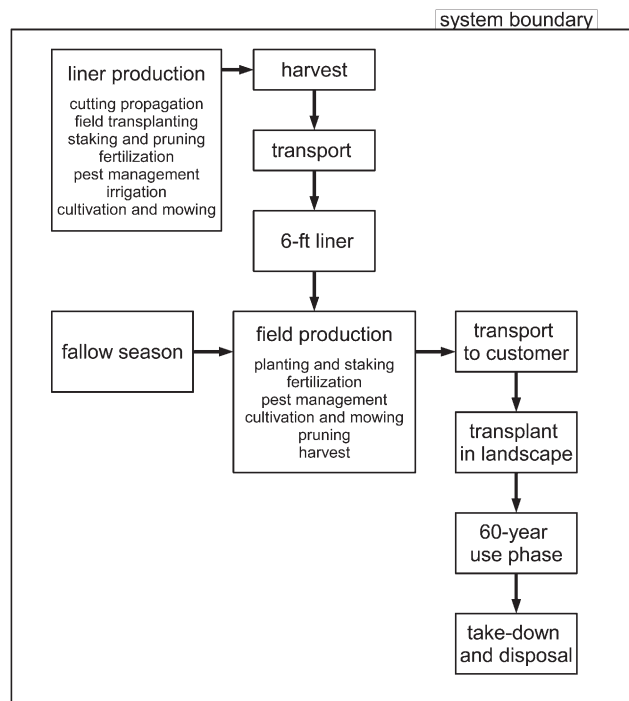 system boundary
liner production
cutting propagation
field transplanting
staking and pruning
fertilization
pest management
irrigation
cultivation and mowing
harvest
transport
6-ft liner
fallow season
field production
planting and staking
fertilization
pest management
cultivation and mowing
pruning
harvest
transport
to customer
transplant
in landscape
60-year
use phase
take-down
and disposal